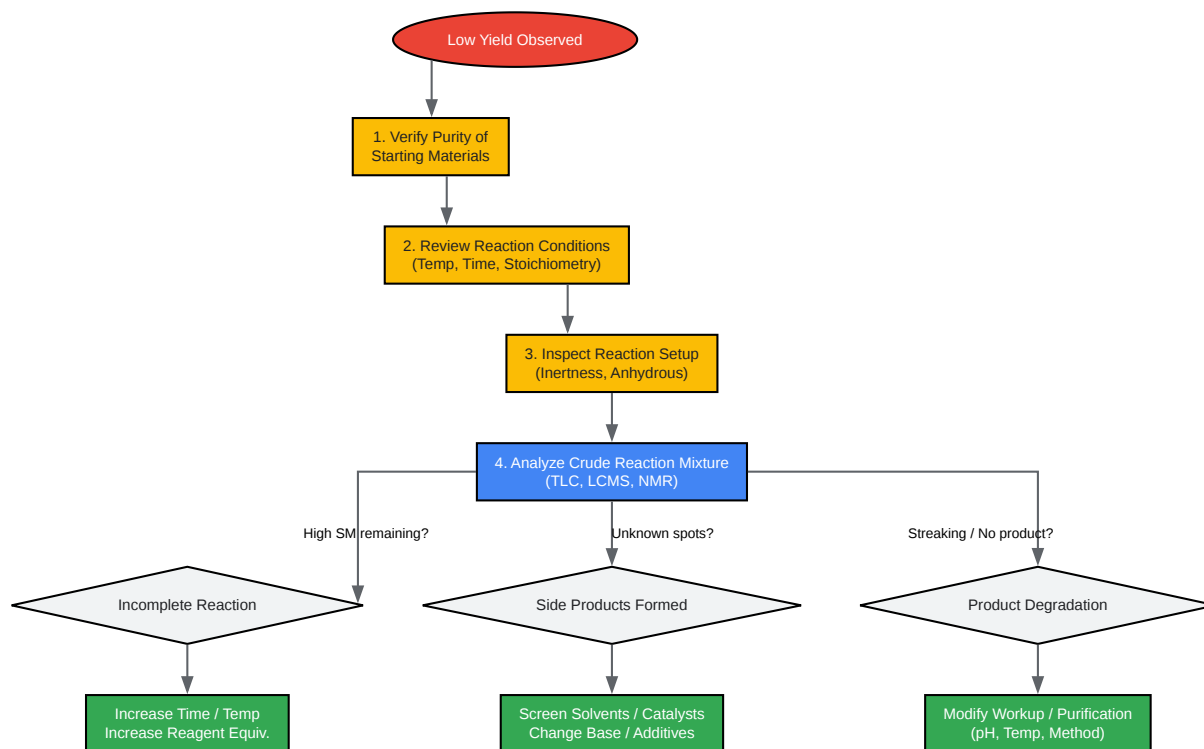 Low Yield Observed
1. Verify Purity of
Starting Materials
2. Review Reaction Conditions
(Temp, Time, Stoichiometry)
3. Inspect Reaction Setup
(Inertness, Anhydrous)
4. Analyze Crude Reaction Mixture
(TLC, LCMS, NMR)
High SM remaining?
Unknown spots?
Streaking / No product?
Incomplete Reaction
Side Products Formed
Product Degradation
Increase Time / Temp
Increase Reagent Equiv.
Screen Solvents / Catalysts
Change Base / Additives
Modify Workup / Purification
(pH, Temp, Method)